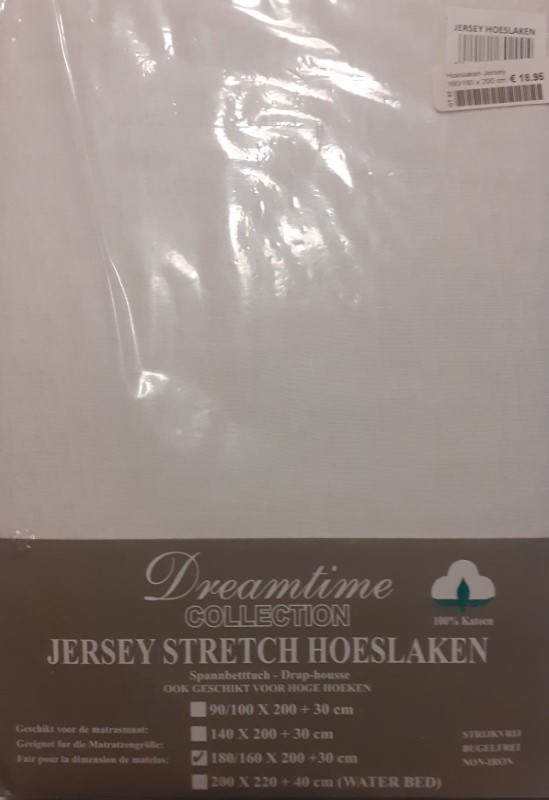 JERSEY HOESLAKEN
Hoeslaken Jersey
160/180 x 200 cm € 18.95
Dreamtime
COLLECTION
100% Katoen
JERSEY STRETCH HOESLAKEN
Spannbetttuch - Drap-housse
OOK GESCHIKT VOOR HOGE HOEKEN
90/100 X 200 + 30 cm
Geschikt voor de matrasmaat:
140 X 200 + 30 cm
STRIJKVRIJ
Geeignet fur die Matratzengröße:
BUGELFREI
Fair pour la dimension de matelas:
180/160 X 200 +30 cm
NON-IRON
200 X 220 + 40 cm (WATER BED)